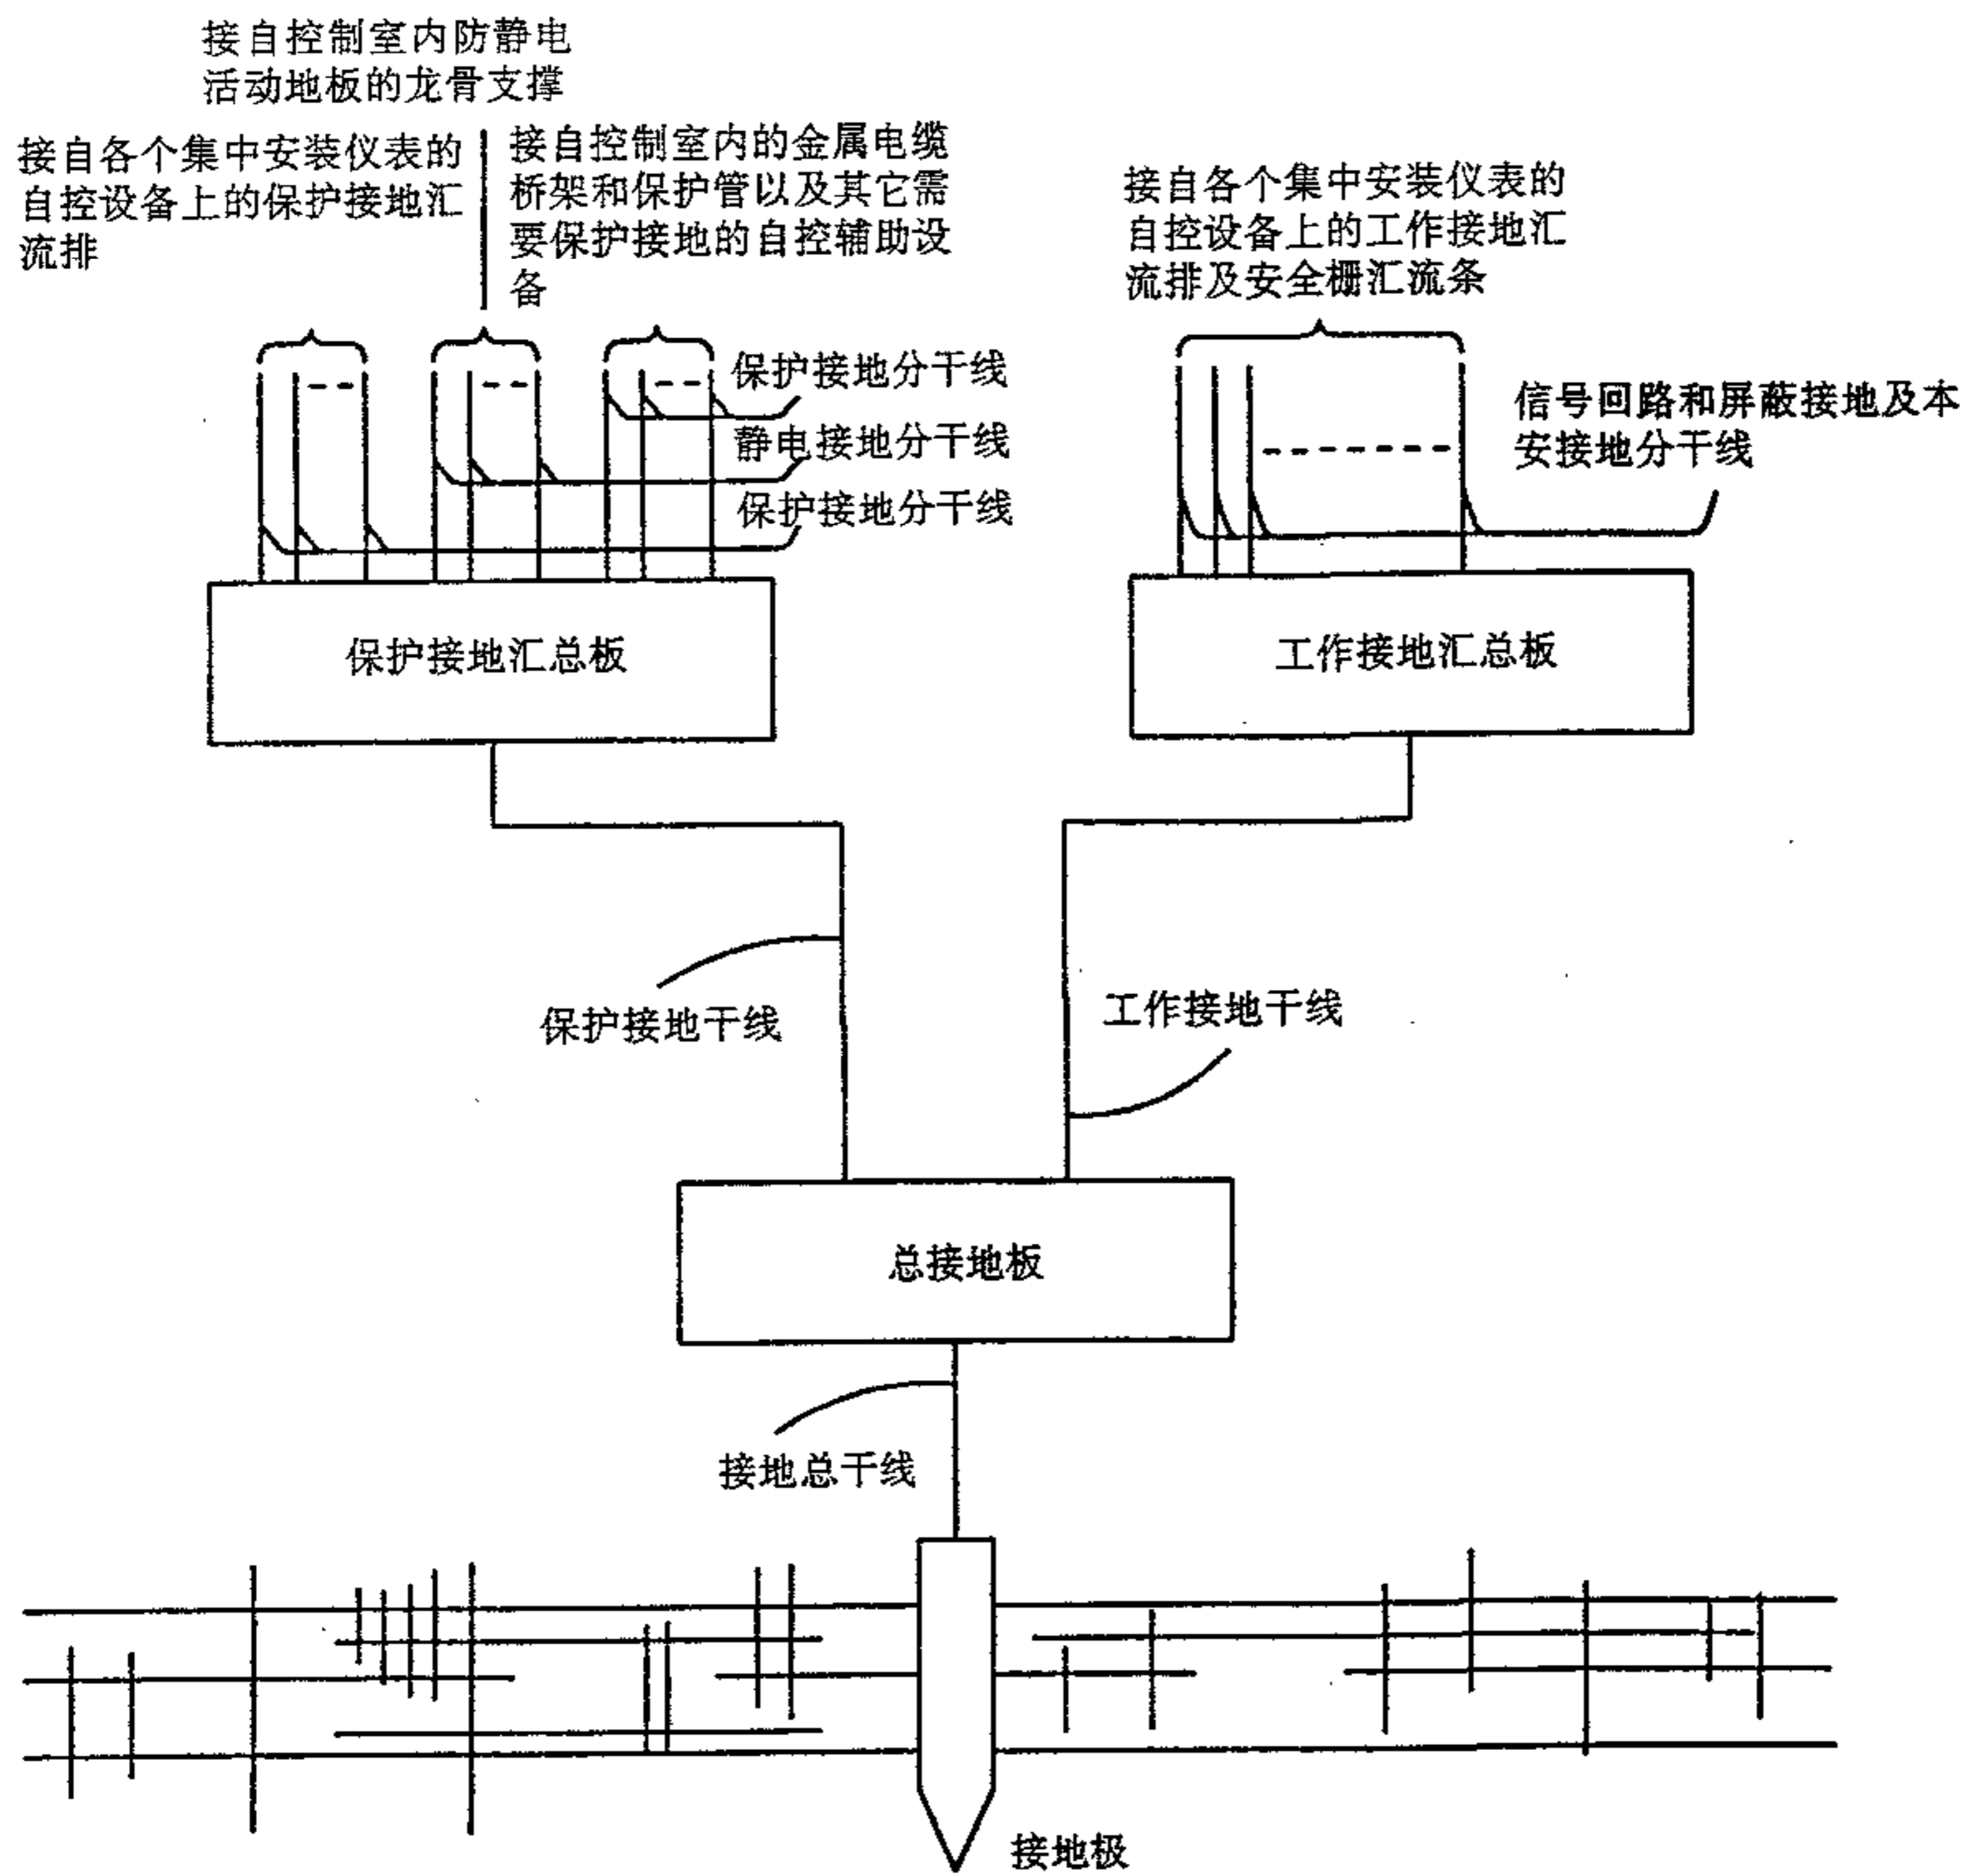 接自控制室内防静电
活动地板的龙骨支撑
接自各个集中安装仪表的
自控设备上的保护接地汇
流排
接自控制室内的金属电缆
桥架和保护管以及其它需
要保护接地的自控辅助设
备
接自各个集中安装仪表的
自控设备上的工作接地汇
流排及安全栅汇流条
保护接地分干线
静电接地分干线
保护接地分干线
信号回路和屏蔽接地及本
安接地分干线
保护接地汇总板
工作接地汇总板
保护接地干线
工作接地干线
总接地板
接地总干线
接地极